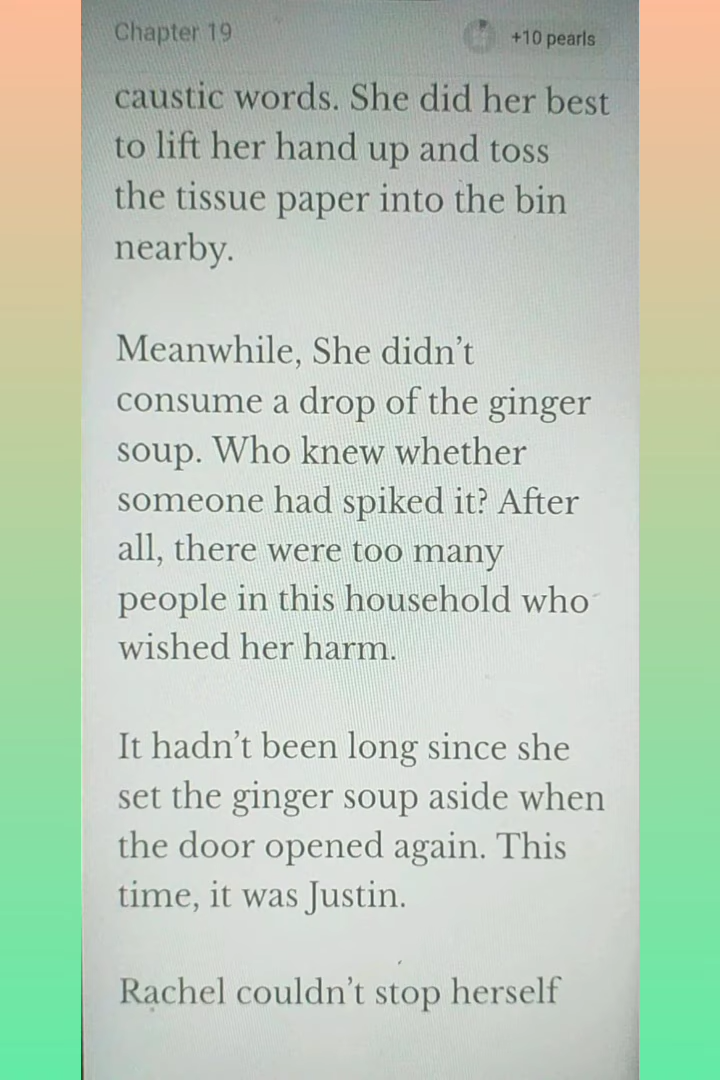 Chapter 19
+10 pearls
caustic words. She did her best
to lift her hand up and toss
the tissue paper into the bin
nearby.
Meanwhile, She didn’t
consume a drop of the ginger
soup. Who knew whether
someone had spiked it? After
all, there were too many
people in this household who
wished her harm.
It hadn’t been long since she
set the ginger soup aside when
the door opened again. This
time, it was Justin.
Rachel couldn’t stop herself